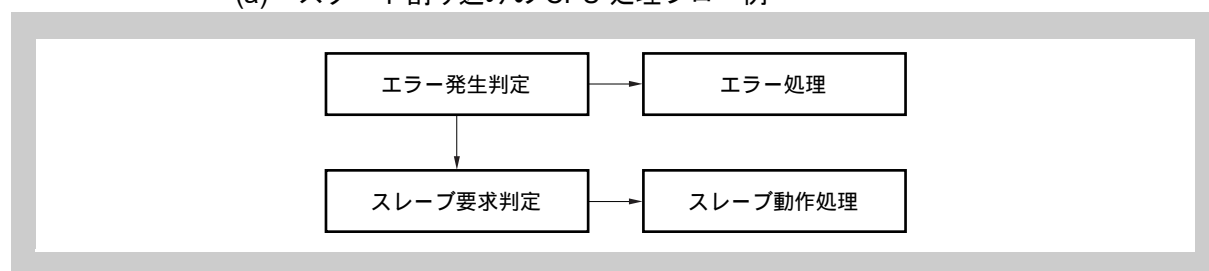 エラー発生判定
エラー処理
スレーブ要求判定
スレーブ動作処理